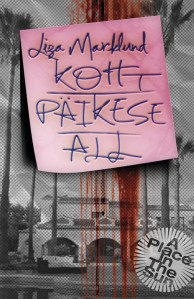 Liza Marklund
KOHT
PÄIKESE
ALL
A
Place
In The
Sun